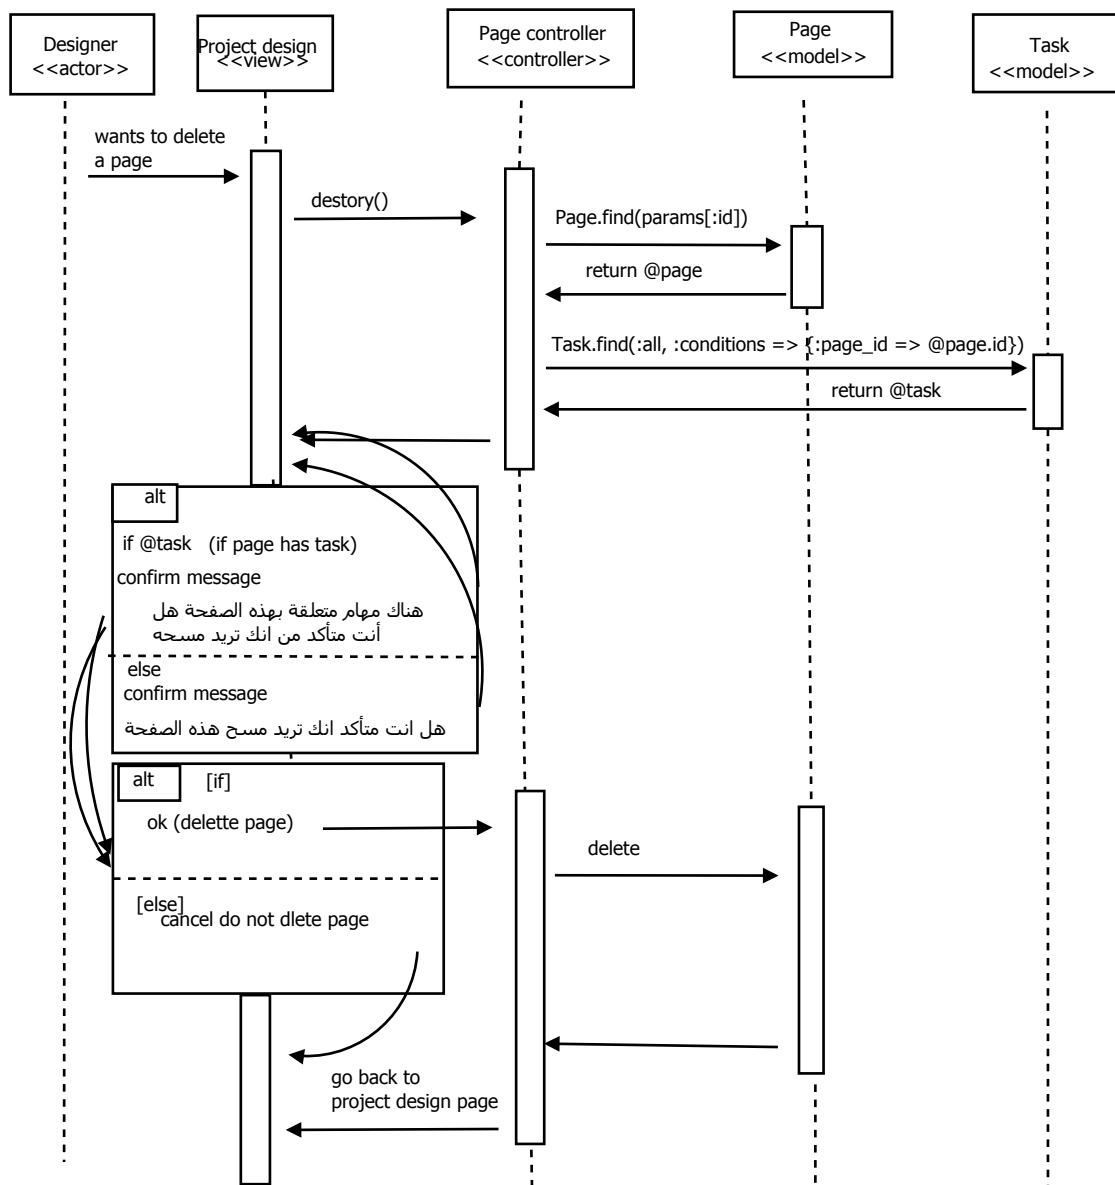 Designer
<<actor>>
Project design
<<view>>
Page controller
<<controller>>
Page
<<model>>
Task
<<model>>
wants to delete
a page
destory()
Page.find(params[:id])
return @page
Task.find(:all, :conditions => {:page_id => @page.id})
return @task
alt
if @task (if page has task)
confirm message
هناك مهام متعلقة بهذه الصفحة هل
أنت متأكد من انك تريد مسحه
else
confirm message
هل انت متأكد انك تريد مسح هذه الصفحة
alt [if]
ok (delette page)
delete
[else]
cancel do not dlete page
go back to
project design page